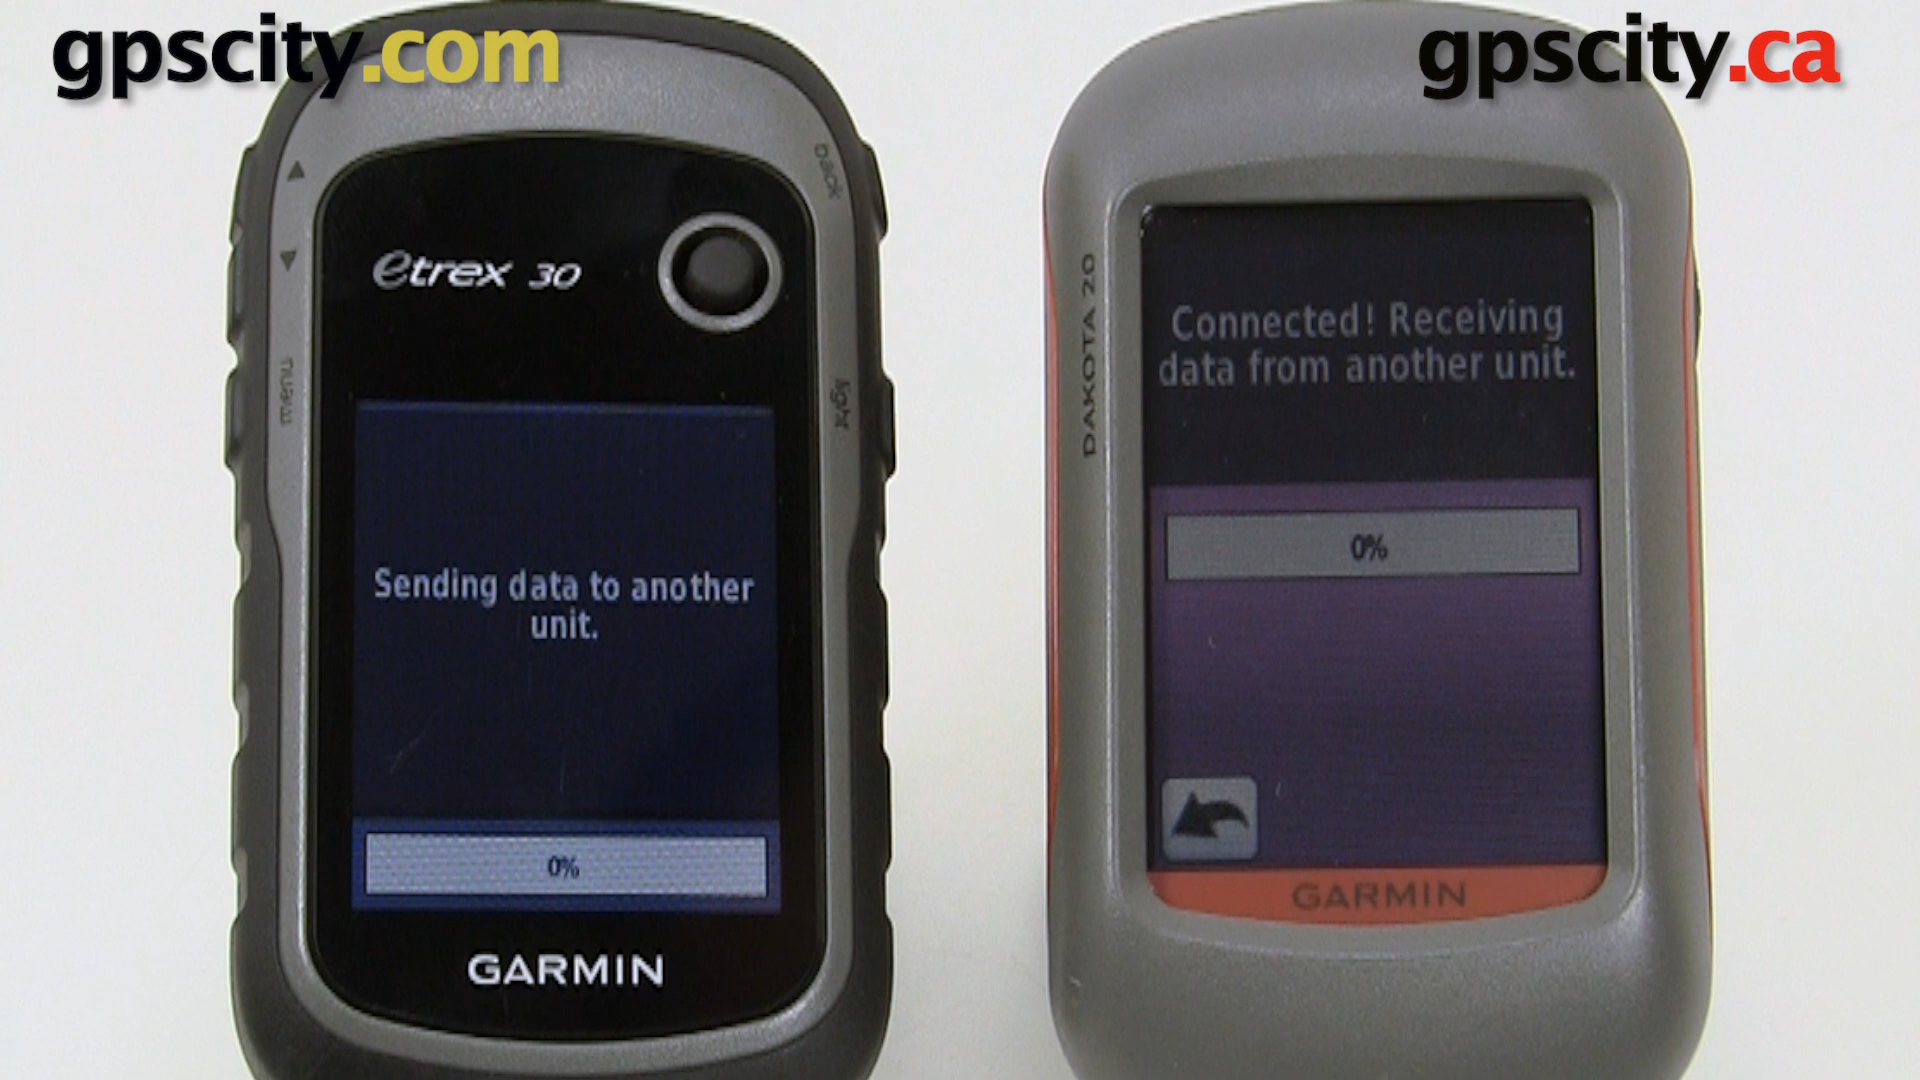 gpscity.com
gpscity.ca
back
etrex 30
menu
light
Sending data to another
unit.
0%
GARMIN
DAKOTA 20
Connected! Receiving
data from another unit.
0%
GARMIN